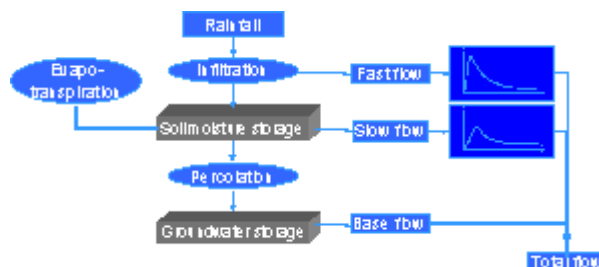 Rainfall
Evapo-
transpiration
Infiltration
Fast flow
Soil moisture storage
Slow flow
Percolation
Groundwater storage
Base flow
Total flow